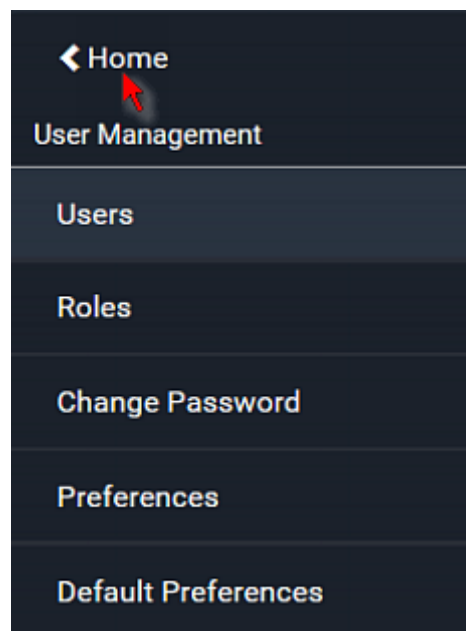 Home
User Management
Users
Roles
Change Password
Preferences
Default Preferences